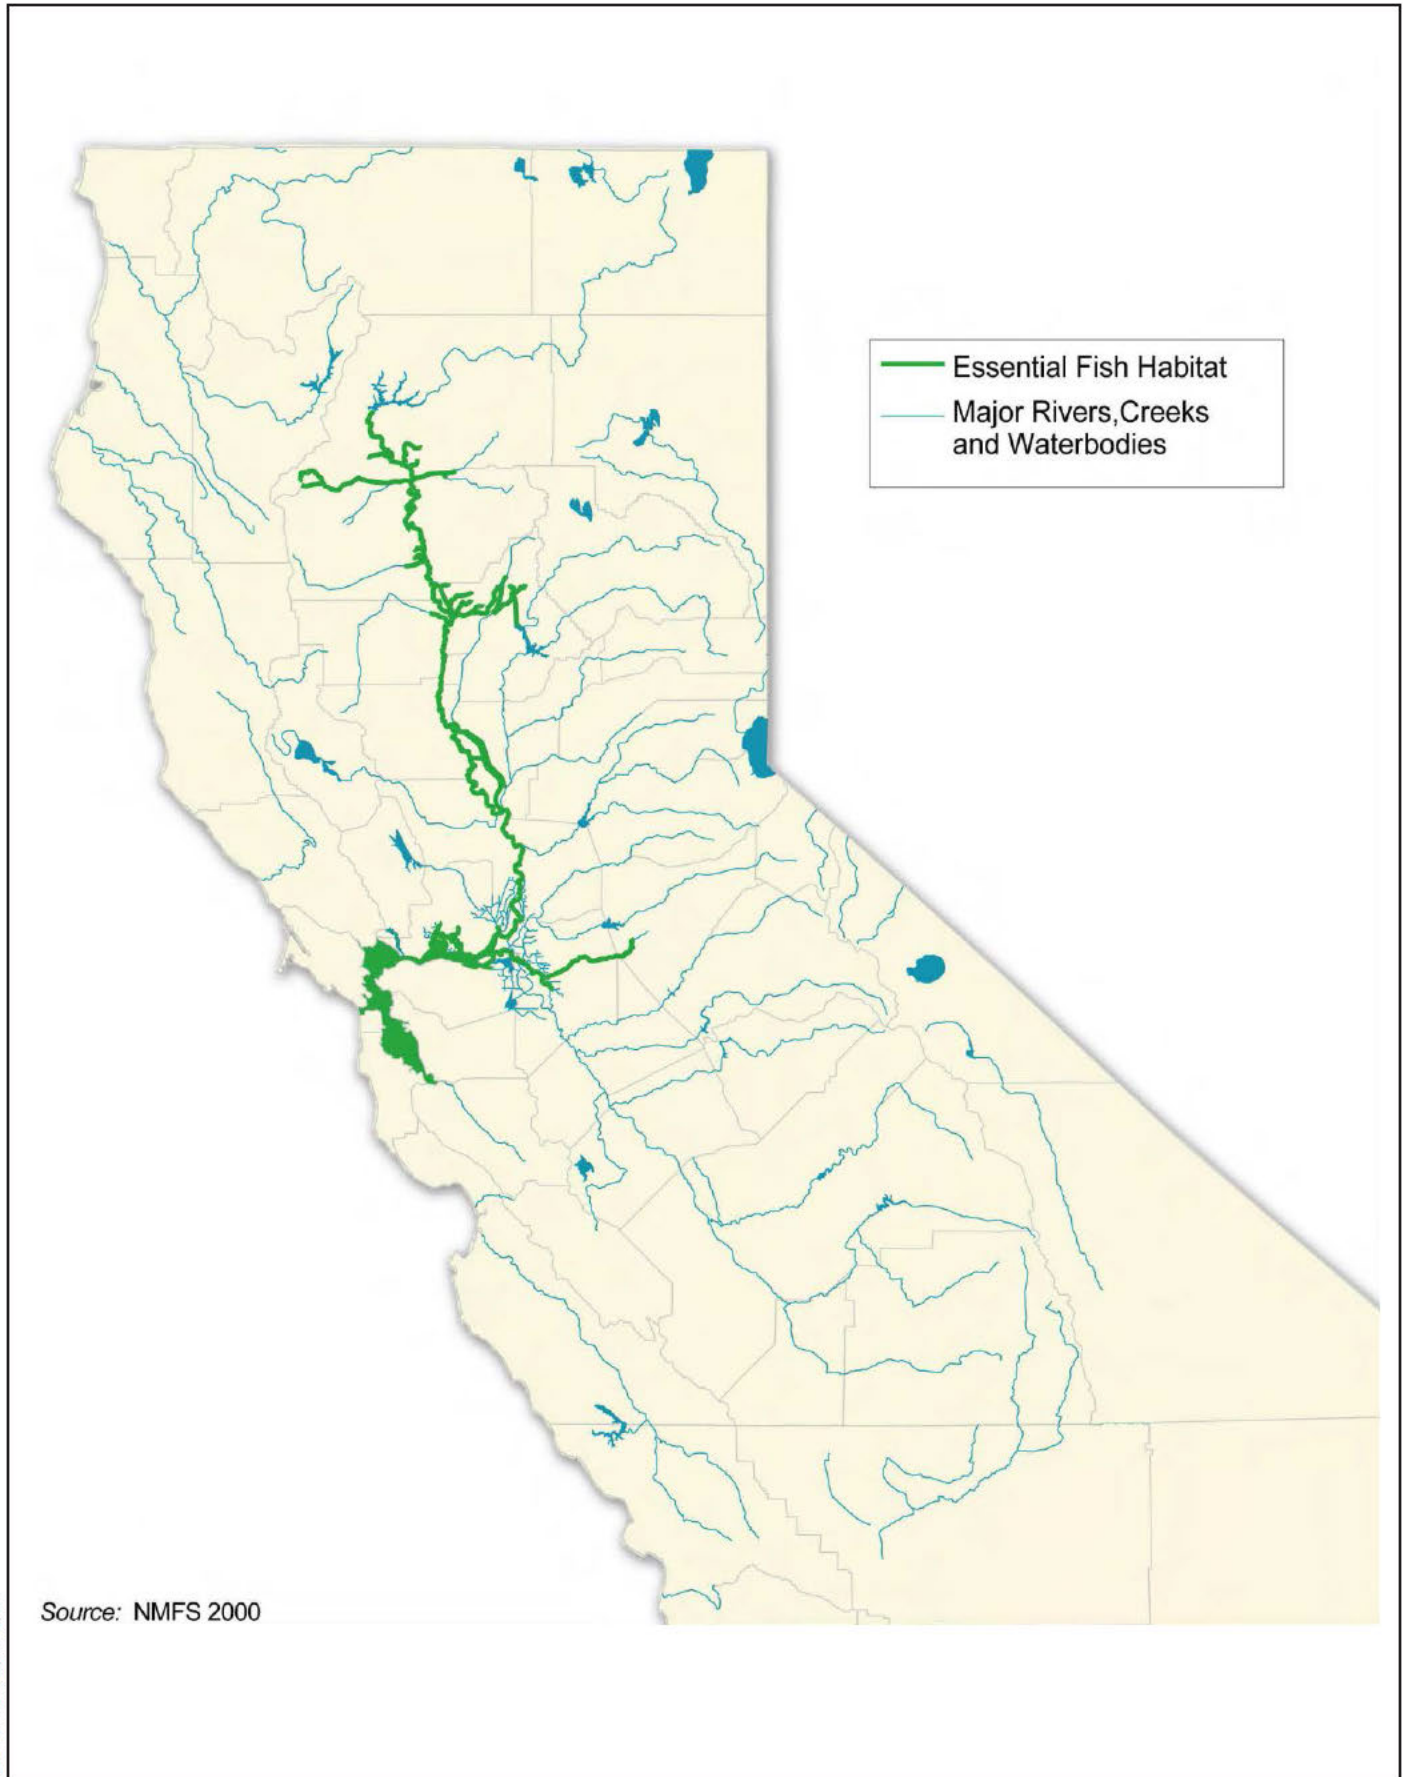 Essential Fish Habitat
Major Rivers,Creeks
and Waterbodies
Source: NMFS 2000